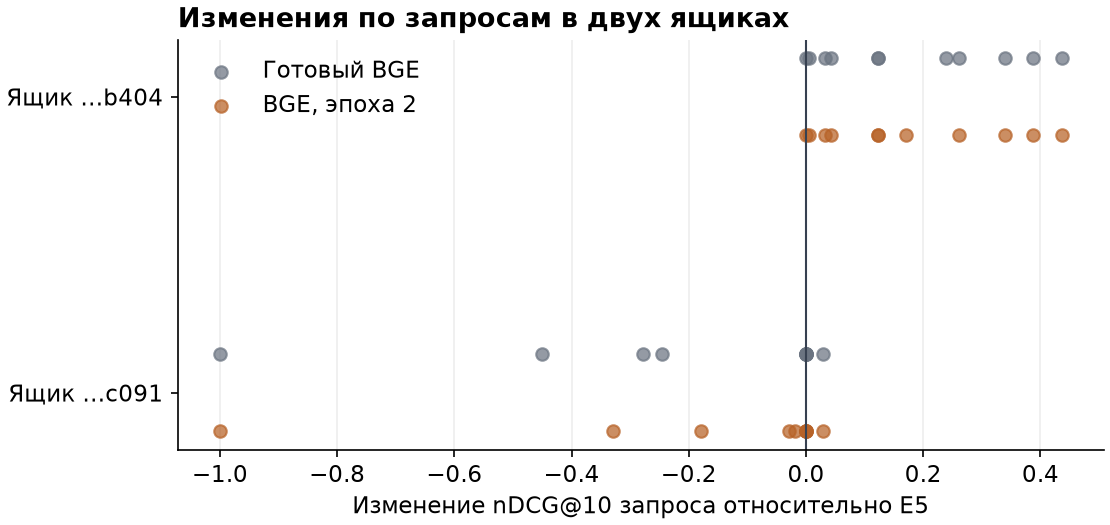 Изменения по запросам в двух ящиках
Готовый BGE
BGE, эпоха 2
Ящик …b404
Ящик …c091
−1.0 −0.8 −0.6 −0.4 −0.2 0.0 0.2 0.4
Изменение nDCG@10 запроса относительно E5